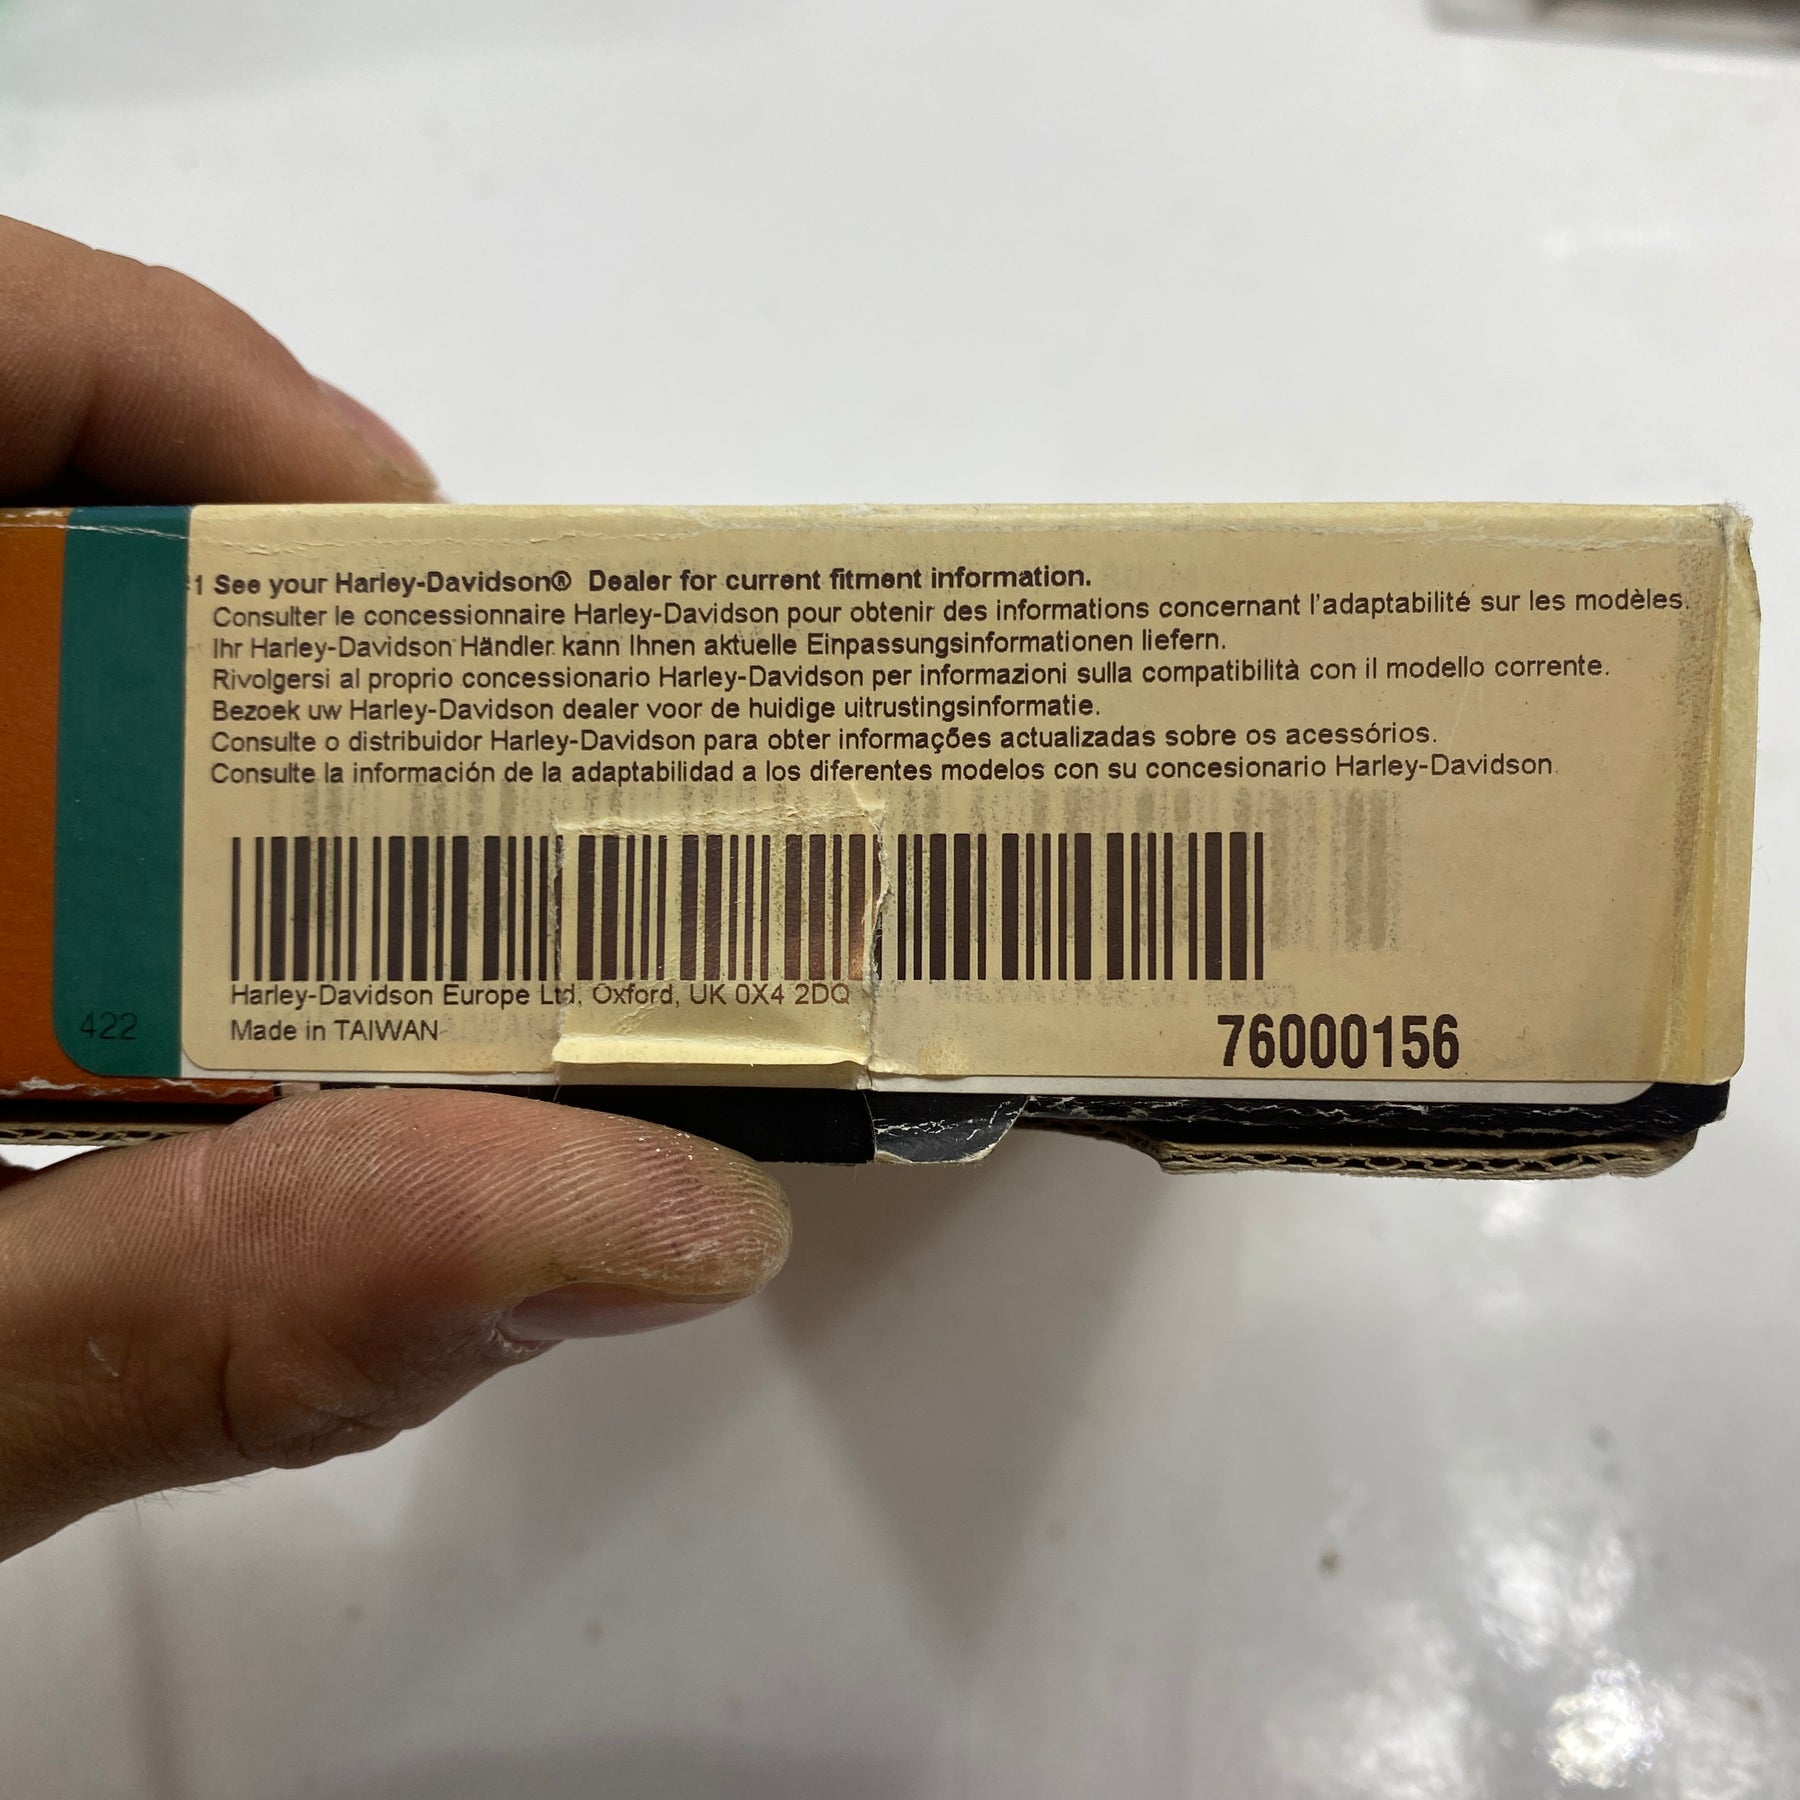 1 See your Harley-Davidson® Dealer for current fitment information.
Consulter le concessionnaire Harley-Davidson pour obtenir des informations concernant l'adaptabilité sur les modèles.
Ihr Harley-Davidson Händler kann Ihnen aktuelle Einpassungsinformationen liefern.
Rivolgersi al proprio concessionario Harley-Davidson per informazioni sulla compatibilità con il modello corrente.
Bezoek uw Harley-Davidson dealer voor de huidige uitrustingsinformatie.
Consulte o distribuidor Harley-Davidson para obter informações actualizadas sobre os acessórios.
Consulte la información de la adaptabilidad a los diferentes modelos con su concesionario Harley-Davidson.
Harley-Davidson Europe Ltd, Oxford, UK 0X4 2DQ
422
Made in TAIWAN
76000156